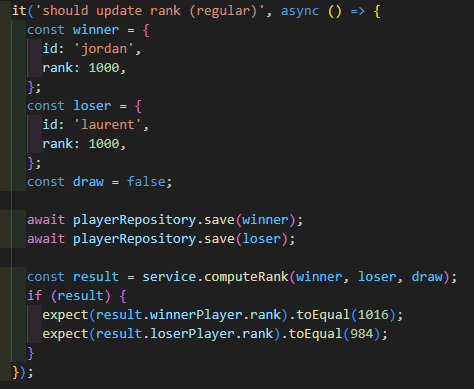 it('should update rank (regular)', async () => {
  const winner = {
    id: 'jordan',
    rank: 1000,
  };
  const loser = {
    id: 'laurent',
    rank: 1000,
  };
  const draw = false;

  await playerRepository.save(winner);
  await playerRepository.save(loser);

  const result = service.computeRank(winner, loser, draw);
  if (result) {
    expect(result.winnerPlayer.rank).toEqual(1016);
    expect(result.loserPlayer.rank).toEqual(984);
  }
});